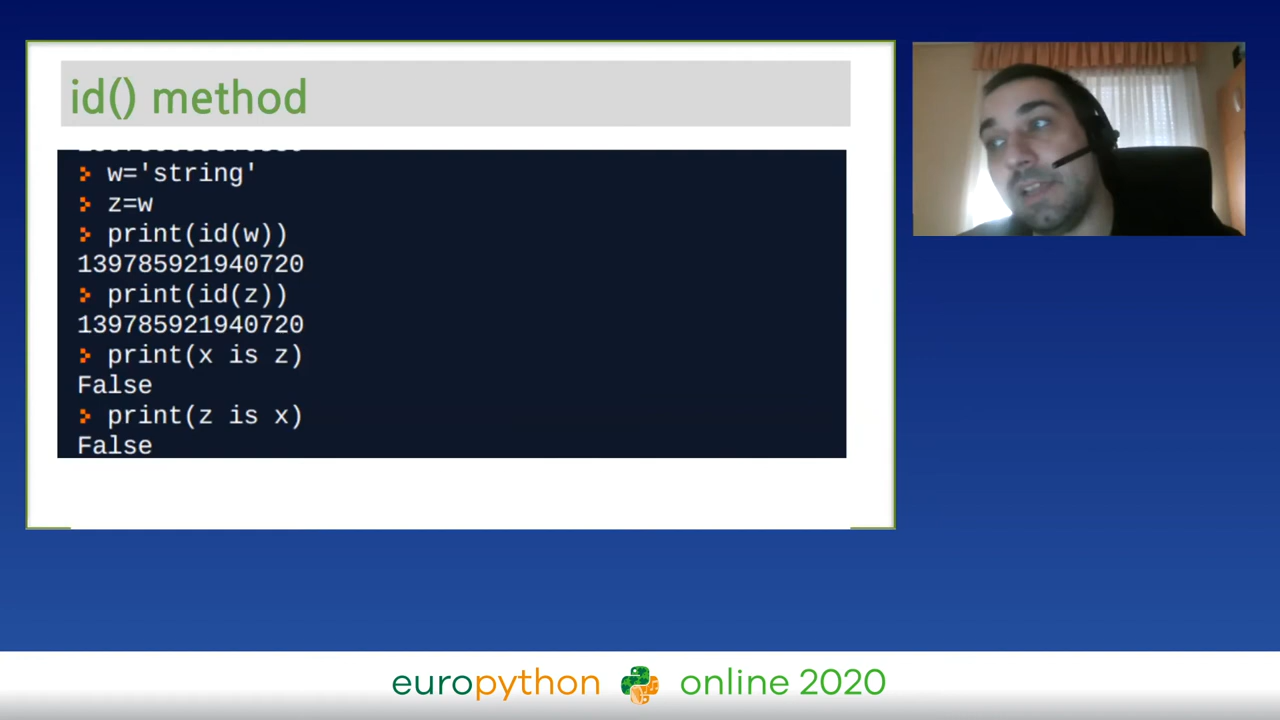 id() method
w='string'
z=w
print(id(w))
139785921940720
print(id(z))
139785921940720
print(x is z)
False
print(z is x)
False
europython online 2020